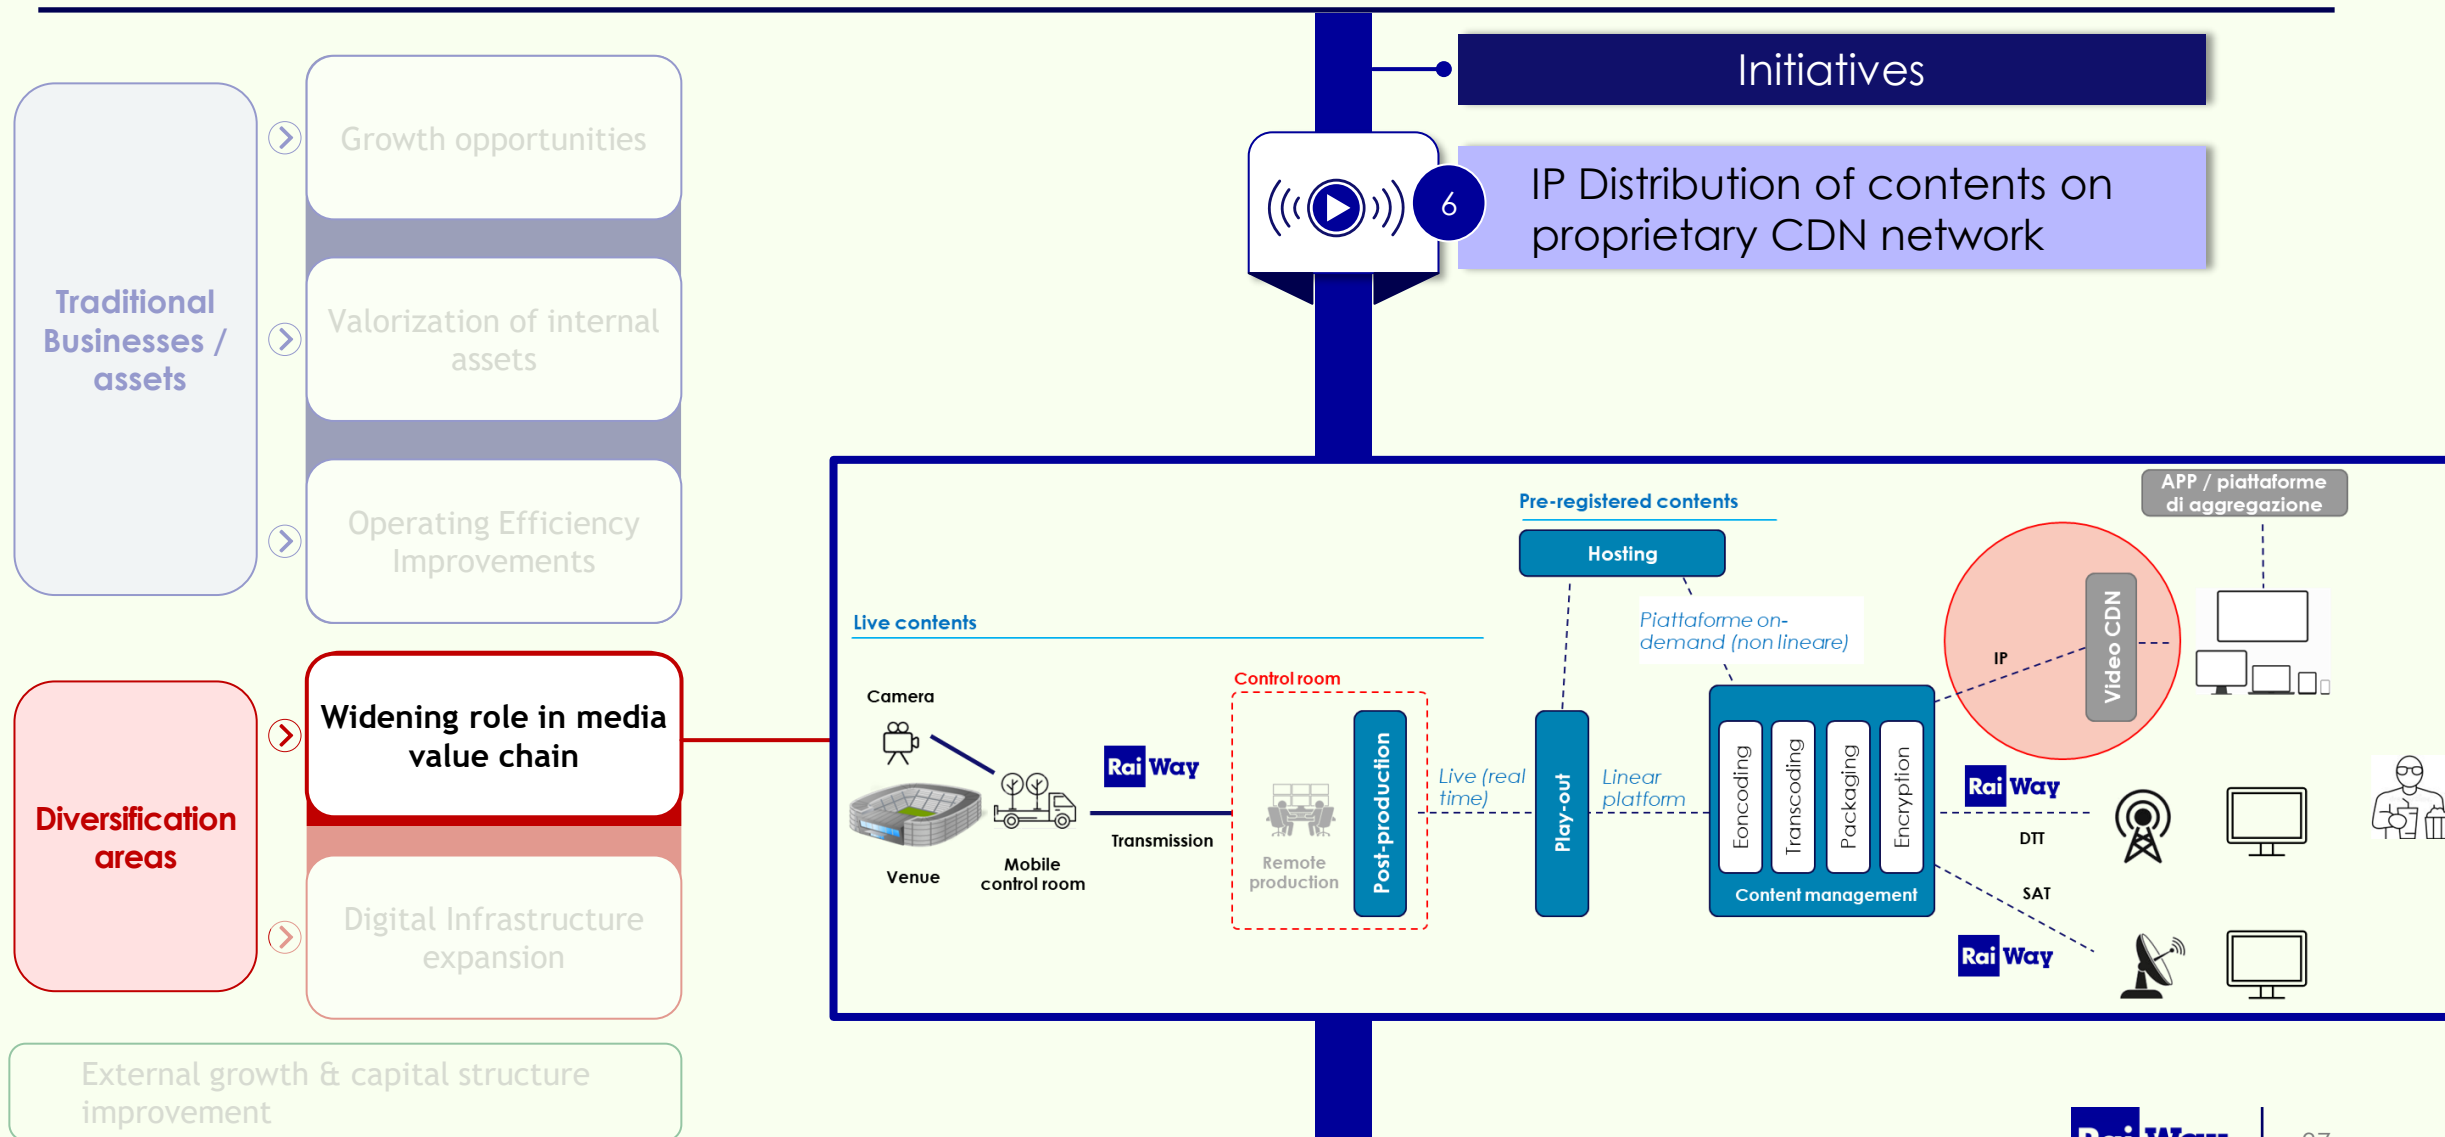 Initiatives
6
IP Distribution of contents on
proprietary CDN network
Traditional
Businesses /
assets
Growth opportunities
Valorization of internal
assets
Operating Efficiency
Improvements
Diversification
areas
Widening role in media
value chain
Digital Infrastructure
expansion
External growth & capital structure
improvement
Live contents
Camera
Venue
Mobile
control room
Rai Way
Transmission
Control room
Remote
production
Post-production
Live (real
time)
Pre-registered contents
Hosting
Play-out
Linear
platform
Piattaforme on-
demand (non lineare)
Eoncoding
Transcoding
Packaging
Encryption
Content management
IP
Video CDN
APP / piattaforme
di aggregazione
Rai Way
DTT
SAT
Rai Way
Rai Way